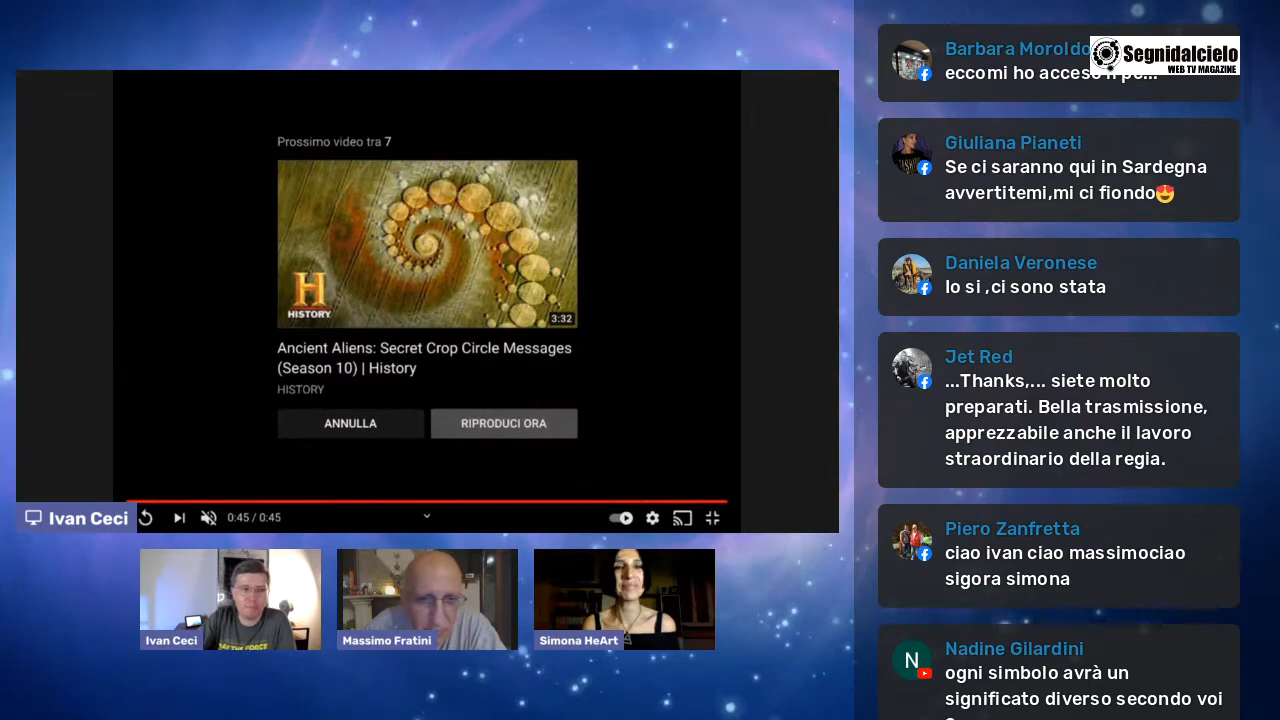 Prossimo video tra 7
H
HISTORY
3:32
Ancient Aliens: Secret Crop Circle Messages
(Season 10) | History
HISTORY
ANNULLA
RIPRODUCI ORA
Ivan Ceci
0:45 / 0:45
Ivan Ceci
Massimo Fratini
Simona HeArt
Segnidalcielo
WEB TV MAGAZINE
Barbara Moroldo
eccomi ho acceso
Giuliana Pianeti
Se ci saranno qui in Sardegna
avvertitemi,mi ci fiondo😍
Daniela Veronese
Io si ,ci sono stata
Jet Red
...Thanks,... siete molto
preparati. Bella trasmissione,
apprezzabile anche il lavoro
straordinario della regia.
Piero Zanfretta
ciao ivan ciao massimociao
sigora simona
N
Nadine Gilardini
ogni simbolo avrà un
significato diverso secondo voi